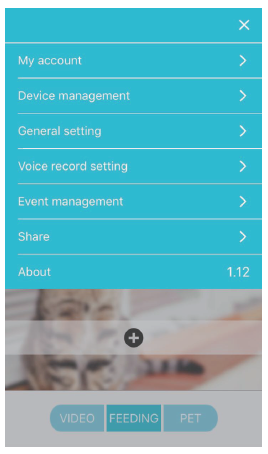 My account
Device management
General setting
Voice record setting
Event management
Share
About 1.12
VIDEO FEEDING PET